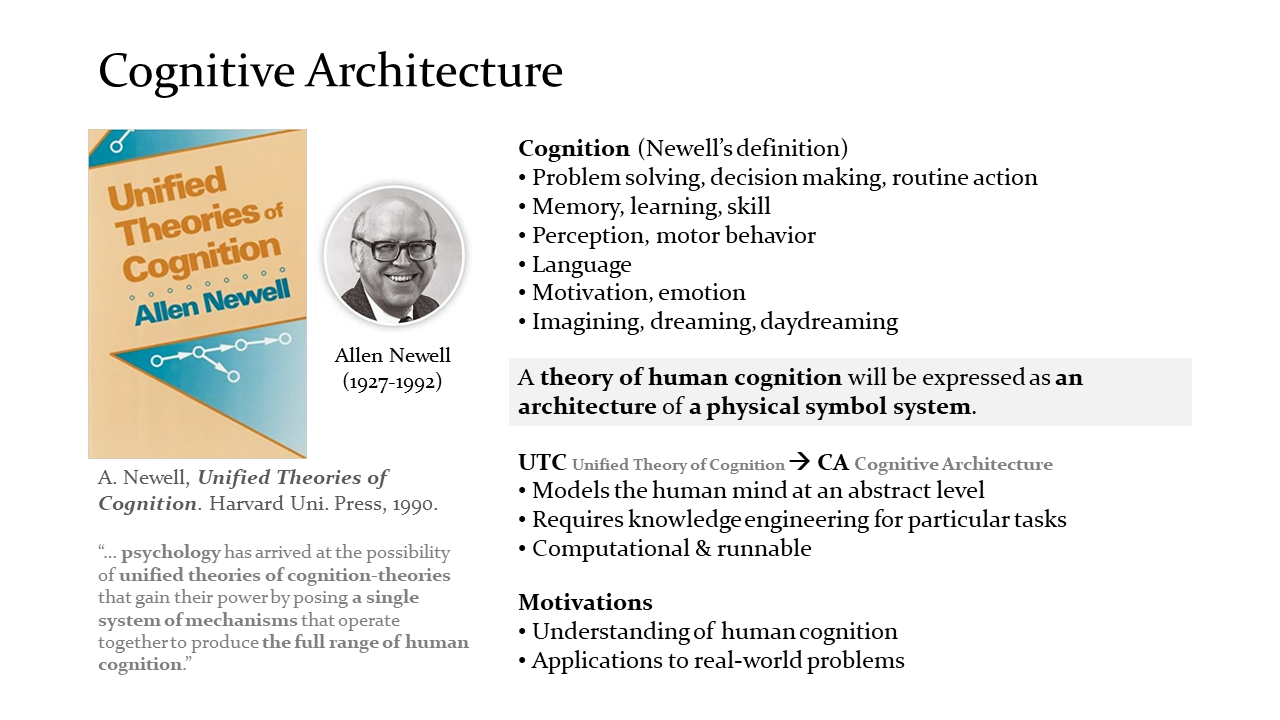 Cognitive Architecture
Unified
Theories of
Cognition
Allen Newell
Allen Newell
(1927-1992)
A. Newell, Unified Theories of
Cognition. Harvard Uni. Press, 1990.
“... psychology has arrived at the possibility
of unified theories of cognition-theories
that gain their power by posing a single
system of mechanisms that operate
together to produce the full range of human
cognition.”
Cognition (Newell’s definition)
• Problem solving, decision making, routine action
• Memory, learning, skill
• Perception, motor behavior
• Language
• Motivation, emotion
• Imagining, dreaming, daydreaming
A theory of human cognition will be expressed as an
architecture of a physical symbol system.
UTC Unified Theory of Cognition → CA Cognitive Architecture
• Models the human mind at an abstract level
• Requires knowledge engineering for particular tasks
• Computational & runnable
Motivations
• Understanding of human cognition
• Applications to real-world problems